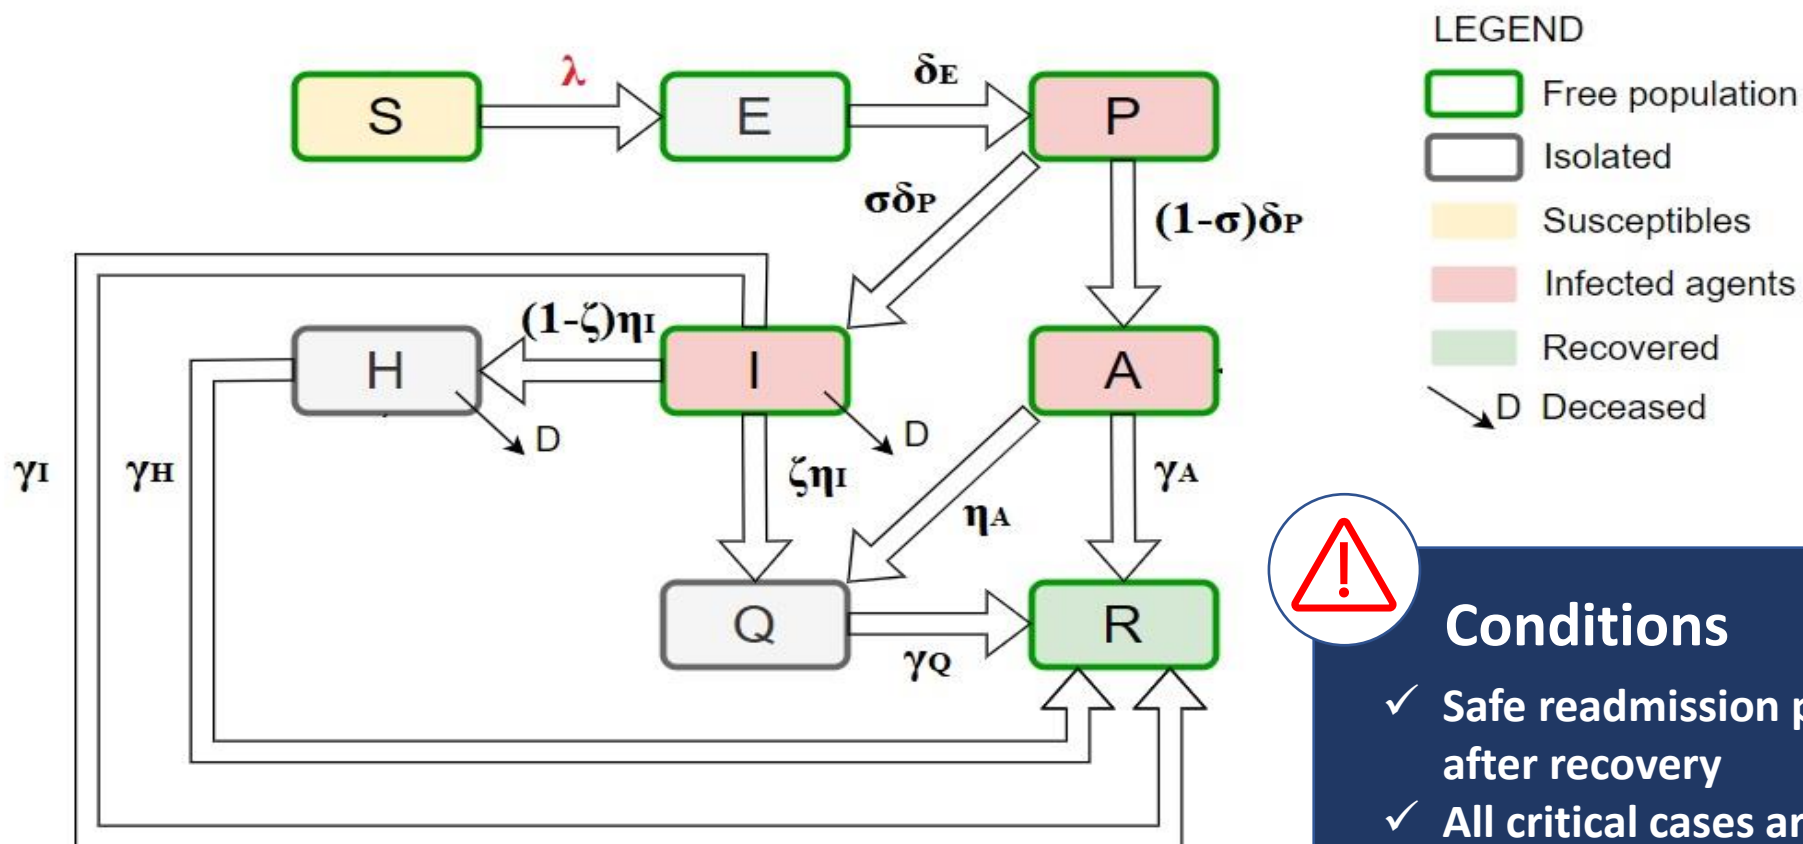 LEGEND
Free population
Isolated
Susceptibles
Infected agents
Recovered
D Deceased
λ
δE
S
E
P
σδP
(1-σ)δP
(1-ζ)ηI
H
I
A
D
D
γI
γH
ζηI
ηA
γA
Q
R
γQ
Conditions
✓ Safe readmission
after recovery
✓ All critical cases